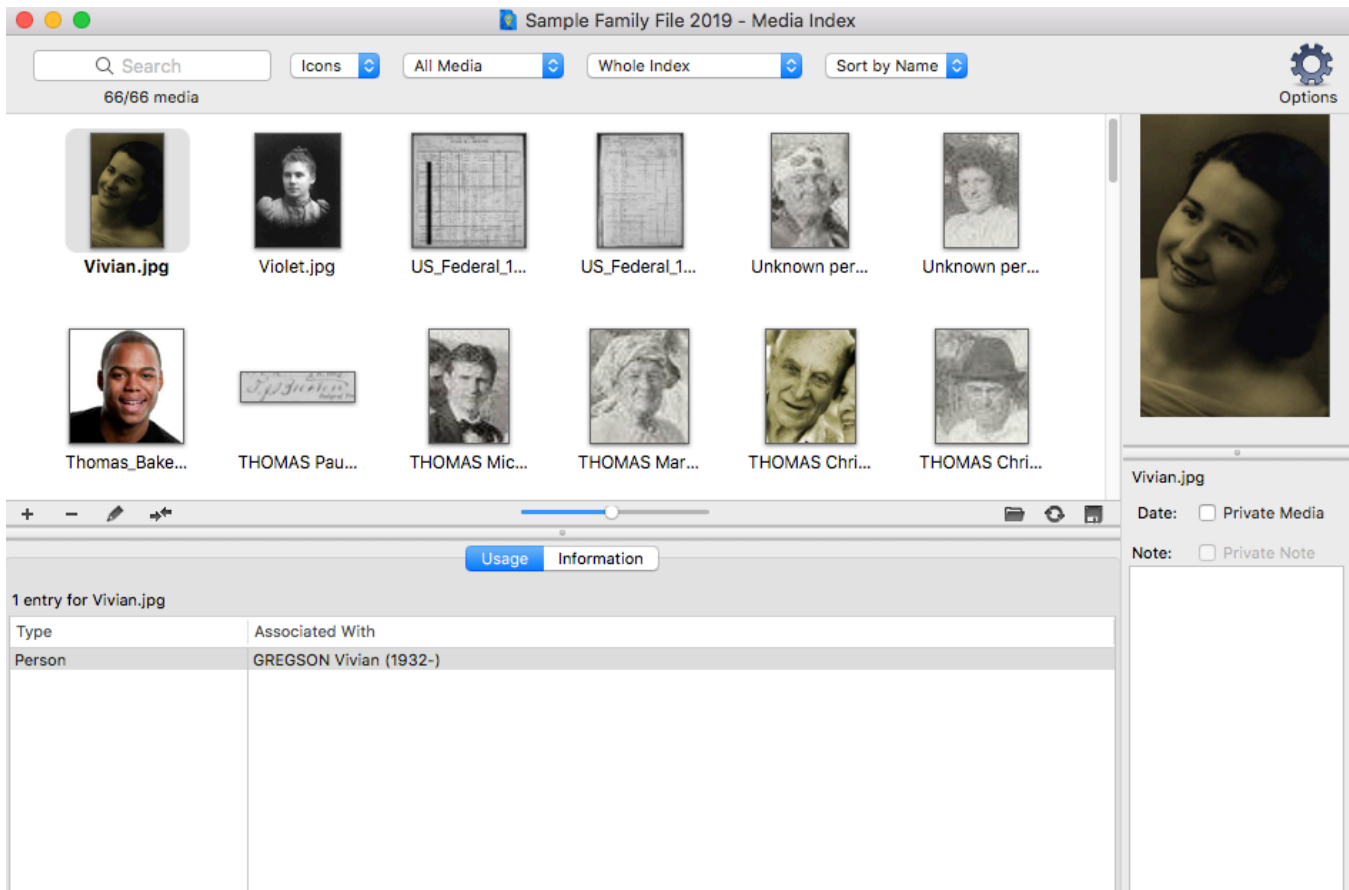 Sample Family File 2019 - Media Index
Search
Icons
All Media
Whole Index
Sort by Name
66/66 media
Options
Vivian.jpg
Violet.jpg
US_Federal_1...
US_Federal_1...
Unknown per...
Unknown per...
Thomas_Bake...
THOMAS Pau...
THOMAS Mic...
THOMAS Mar...
THOMAS Chri...
THOMAS Chri...
Vivian.jpg
Date: Private Media
Note: Private Note
Usage
Information
1 entry for Vivian.jpg
Type
Associated With
Person
GREGSON Vivian (1932-)